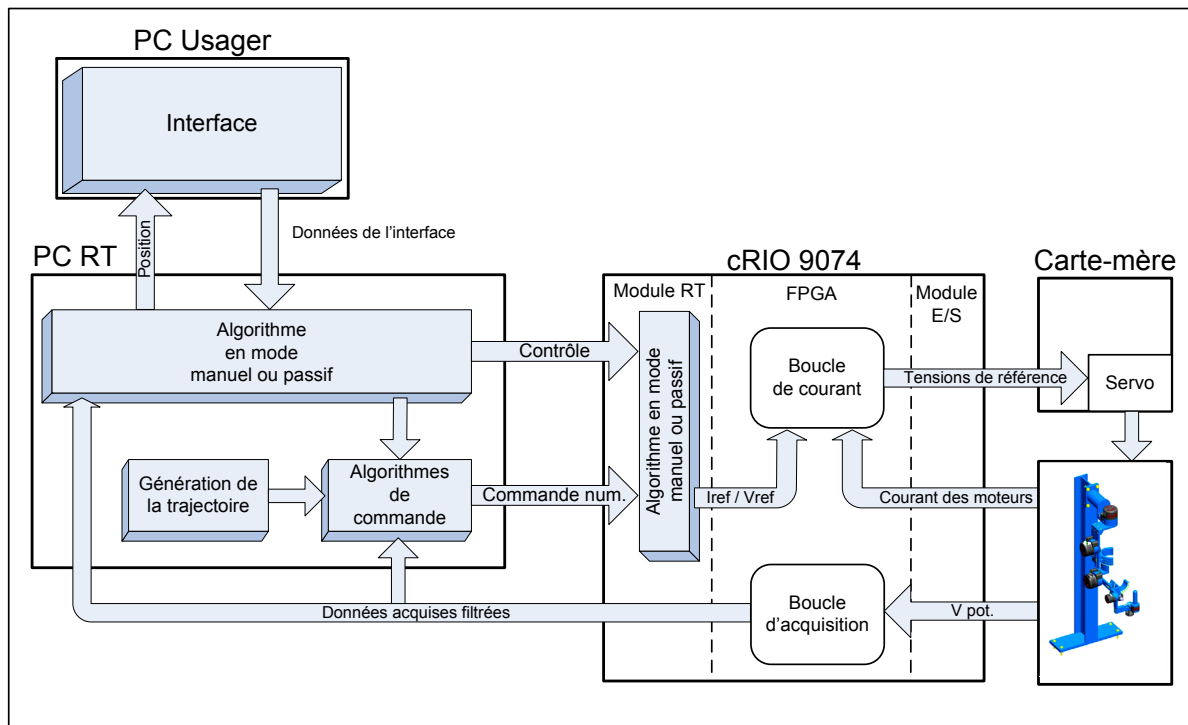 PC Usager
Interface
Position
Données de l'interface
PC RT
Algorithme
en mode
manuel ou passif
Génération de
la trajectoire
Algorithmes
de
commande
Contrôle
Commande num.
Données acquises filtrées
cRIO 9074
Module RT
FPGA
Module
E/S
Algorithme en mode
manuel ou passif
Boucle
de courant
Iref / Vref
Tensions de référence
Courant des moteurs
Boucle
d'acquisition
V pot.
Carte-mère
Servo